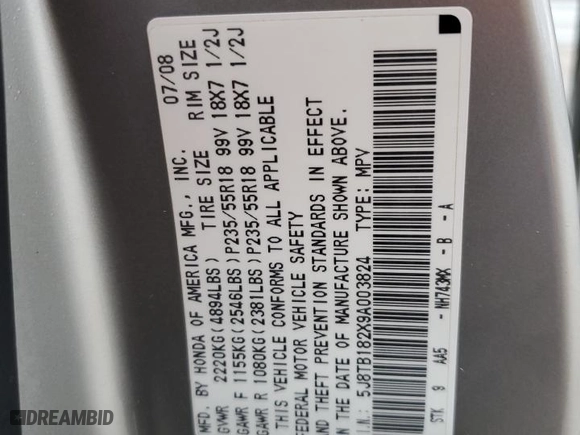 MFD. BY HONDA OF AMERICA MFG., INC. 07/08
GVWR 2220KG(4894LBS) TIRE SIZE RIM SIZE
GAWR F 1155KG(2546LBS)P235/55R18 99V 18X7 1/2J
GAWR R 1080KG(2381LBS)P235/55R18 99V 18X7 1/2J
THIS VEHICLE CONFORMS TO ALL APPLICABLE
FEDERAL MOTOR VEHICLE SAFETY
AND THEFT PREVENTION STANDARDS IN EFFECT
ON THE DATE OF MANUFACTURE SHOWN ABOVE.
V.I.N.: 5J8TB182X9A003824 TYPE: MPV
STK 9 AA5 - NH743MX - B - A
DREAMBID